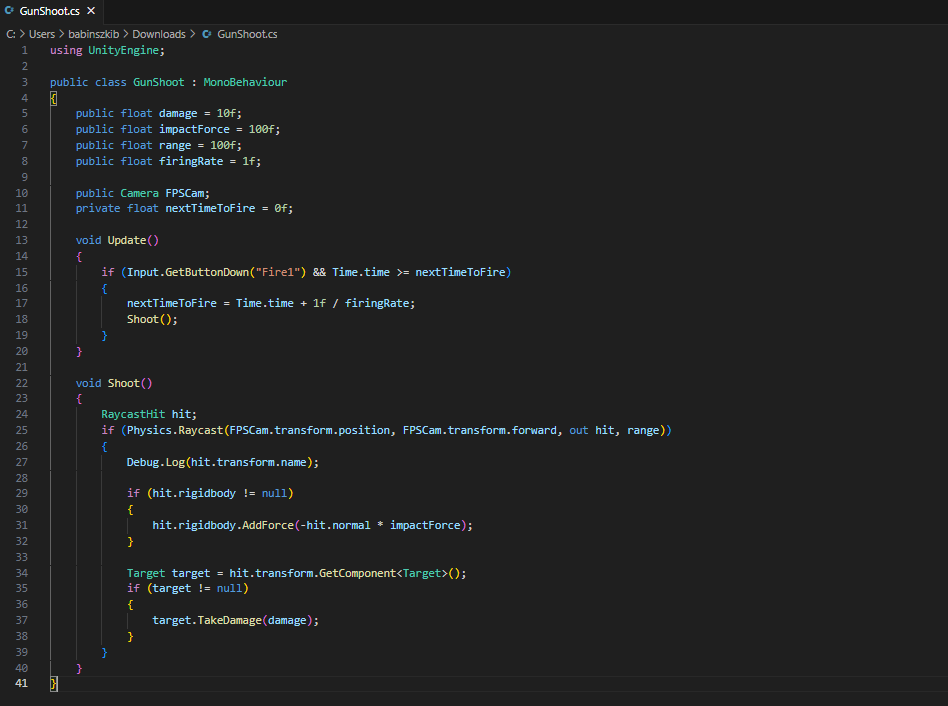 GunShoot.cs
C: > Users > babinszkib > Downloads > GunShoot.cs
1 using UnityEngine;
2
3 public class GunShoot : MonoBehaviour
4 {
5     public float damage = 10f;
6     public float impactForce = 100f;
7     public float range = 100f;
8     public float firingRate = 1f;
9
10     public Camera FPSCam;
11     private float nextTimeToFire = 0f;
12
13     void Update()
14     {
15         if (Input.GetButtonDown("Fire1") && Time.time >= nextTimeToFire)
16         {
17             nextTimeToFire = Time.time + 1f / firingRate;
18             Shoot();
19         }
20     }
21
22     void Shoot()
23     {
24         RaycastHit hit;
25         if (Physics.Raycast(FPSCam.transform.position, FPSCam.transform.forward, out hit, range))
26         {
27             Debug.Log(hit.transform.name);
28
29             if (hit.rigidbody != null)
30             {
31                 hit.rigidbody.AddForce(-hit.normal * impactForce);
32             }
33
34             Target target = hit.transform.GetComponent<Target>();
35             if (target != null)
36             {
37                 target.TakeDamage(damage);
38             }
39         }
40     }
41 }